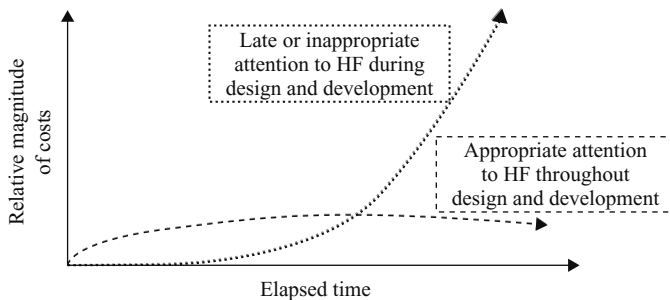 Late or inappropriate
attention to HF during
design and development
Relative magnitude
of costs
Appropriate attention
to HF throughout
design and development
Elapsed time